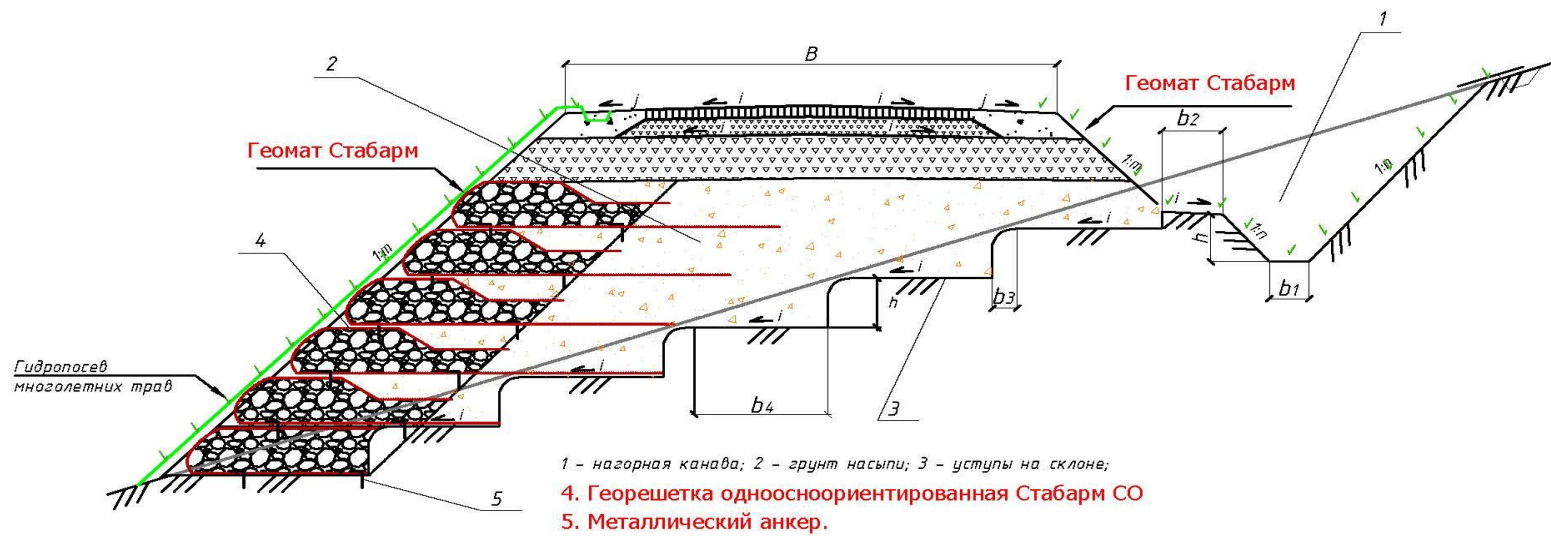 1
2
B
Геомат Стабарм
b2
i
i
i
i
i
i
Геомат Стабарм
1:m
1:m
i
1:n
h
b1
4
1:m
i
i
b3
h
i
Гидропосев
многолетних трав
i
b4
3
i
1 – нагорная канава; 2 – грунт насыпи; 3 – уступы на склоне;
5
4. Георешетка одноосноориентированная Стабарм СО
5. Металлический анкер.